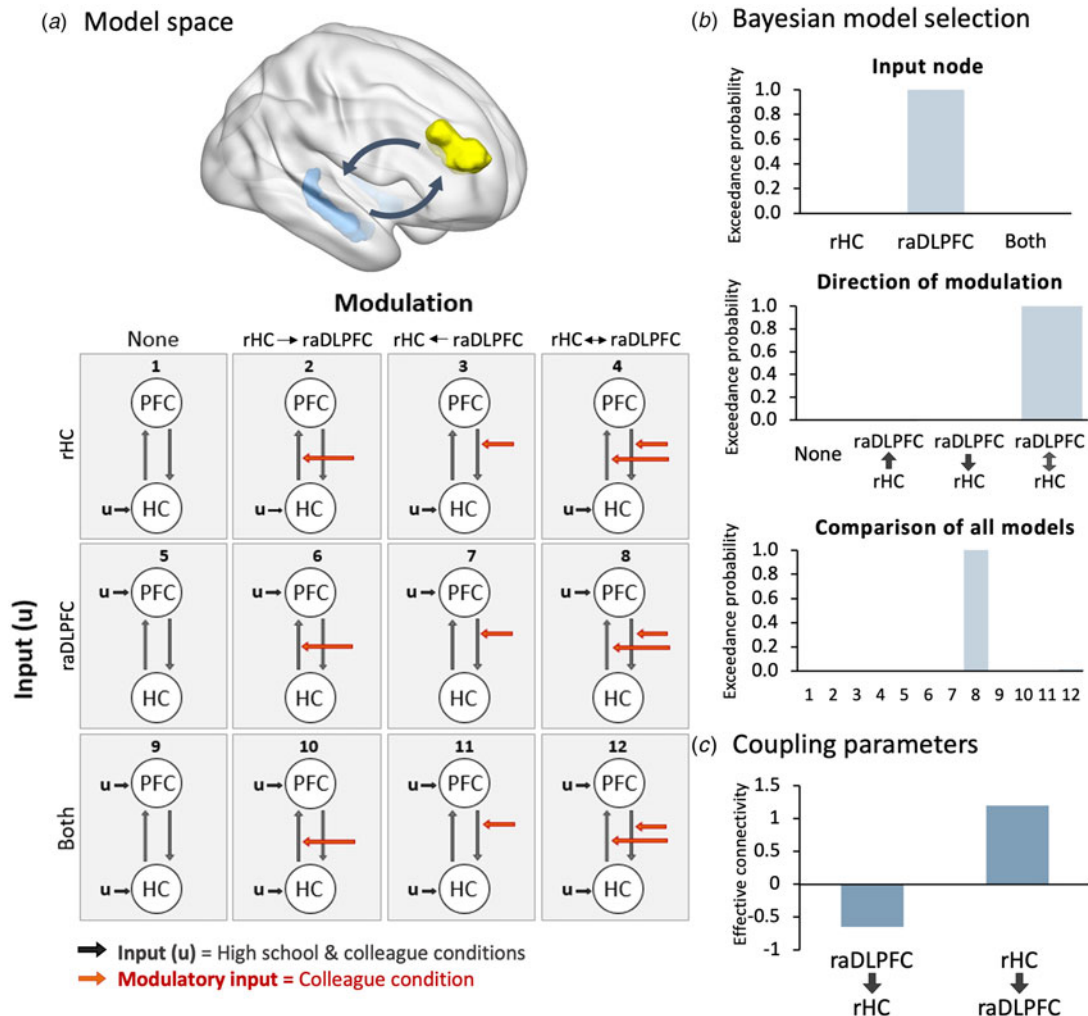 (a) Model space
Modulation
None
rHC → raDLPFC
rHC ← raDLPFC
rHC ↔ raDLPFC
Input (u)
rHC
1
PFC
u
HC
2
PFC
u
HC
3
PFC
u
HC
4
PFC
u
HC
raDLPFC
5
u
PFC
HC
6
u
PFC
HC
7
u
PFC
HC
8
u
PFC
HC
Both
9
u
PFC
u
HC
10
u
PFC
u
HC
11
u
PFC
u
HC
12
u
PFC
u
HC
Input (u) = High school & colleague conditions
Modulatory input = Colleague condition
(b) Bayesian model selection
Input node
Exceedance probability
1.0
0.8
0.6
0.4
0.2
0.0
rHC raDLPFC Both
Direction of modulation
Exceedance probability
1.0
0.8
0.6
0.4
0.2
0.0
None
raDLPFC
rHC
raDLPFC
rHC
raDLPFC
rHC
Comparison of all models
Exceedance probability
1.0
0.8
0.6
0.4
0.2
0.0
1 2 3 4 5 6 7 8 9 10 11 12
(c) Coupling parameters
Effective connectivity
1.5
1
0.5
0
-0.5
-1
raDLPFC
rHC
rHC
raDLPFC